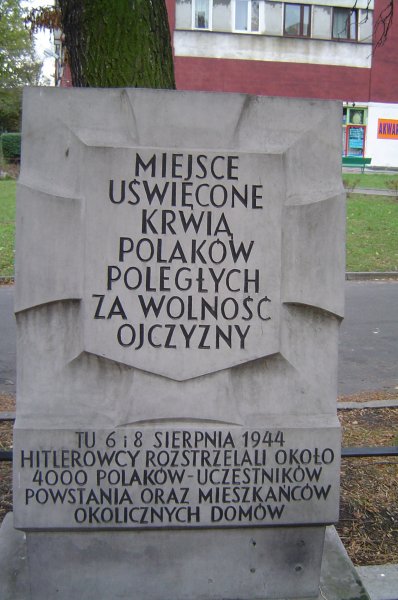 MIEJSCE
UŚWIĘCONE
KRWIĄ
POLAKÓW
POLEGŁYCH
ZA WOLNOŚĆ
OJCZYZNY
TU 6 i 8 SIERPNIA 1944
HITLEROWCY ROZSTRZELALI OKOŁO
4000 POLAKÓW-UCZESTNIKÓW
POWSTANIA ORAZ MIESZKAŃCÓW
OKOLICZNYCH DOMÓW